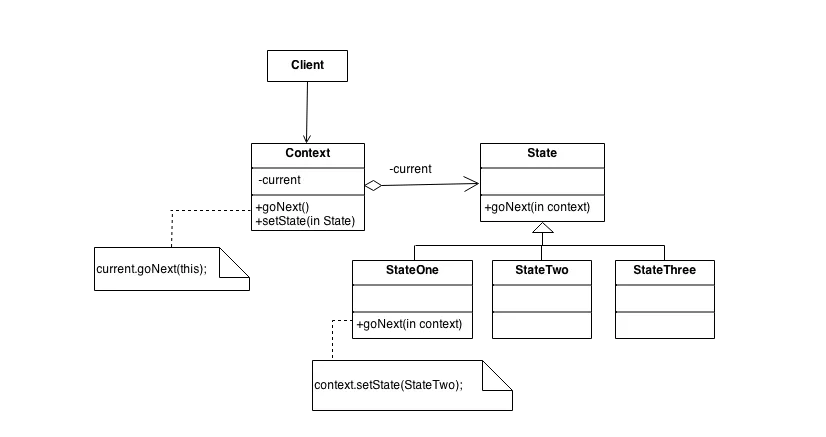 Client
Context
-current
+goNext()
+setState(in State)
-current
State
+goNext(in context)
current.goNext(this);
StateOne
+goNext(in context)
StateTwo
StateThree
context.setState(StateTwo);